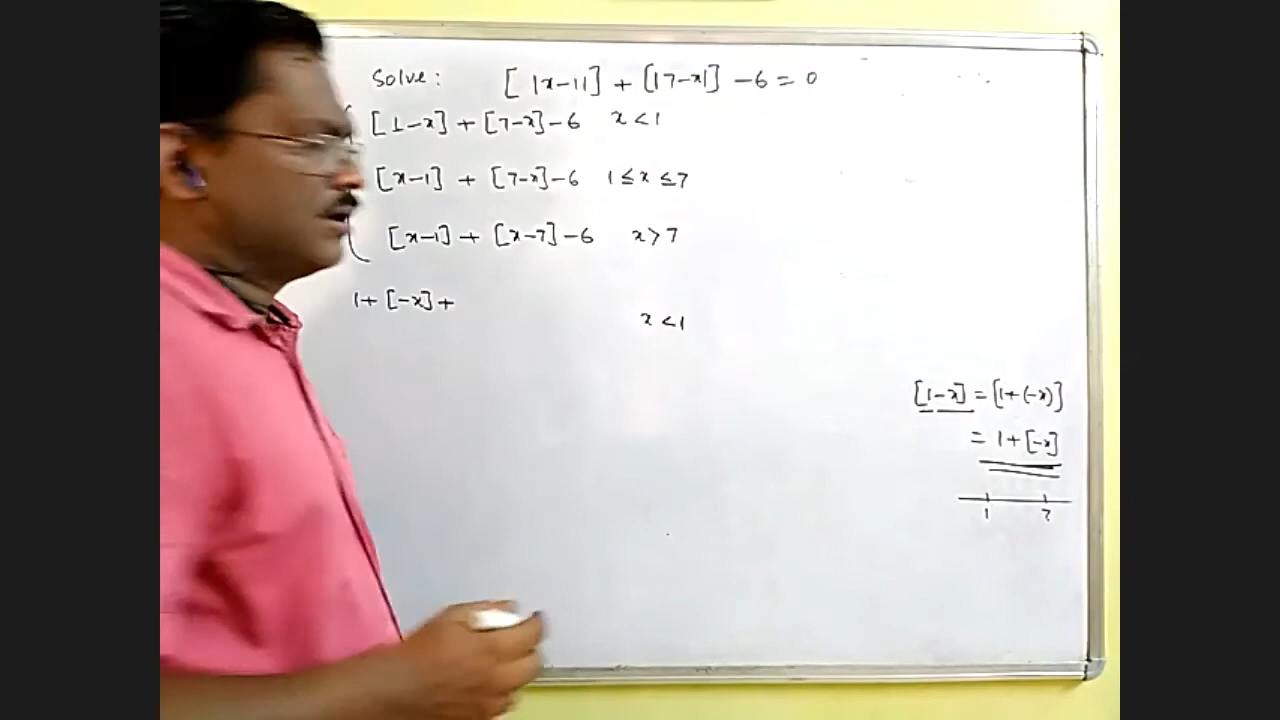 Solve: [ |x-1| ] + [ |7-x| ] - 6 = 0
[1-x] + [7-x] - 6 x < 1
[x-1] + [7-x] - 6 1 ≤ x ≤ 7
[x-1] + [x-7] - 6 x > 7
1 + [-x] +
x < 1
[1-x] = [1+(-x)]
= 1 + [-x]
1 7